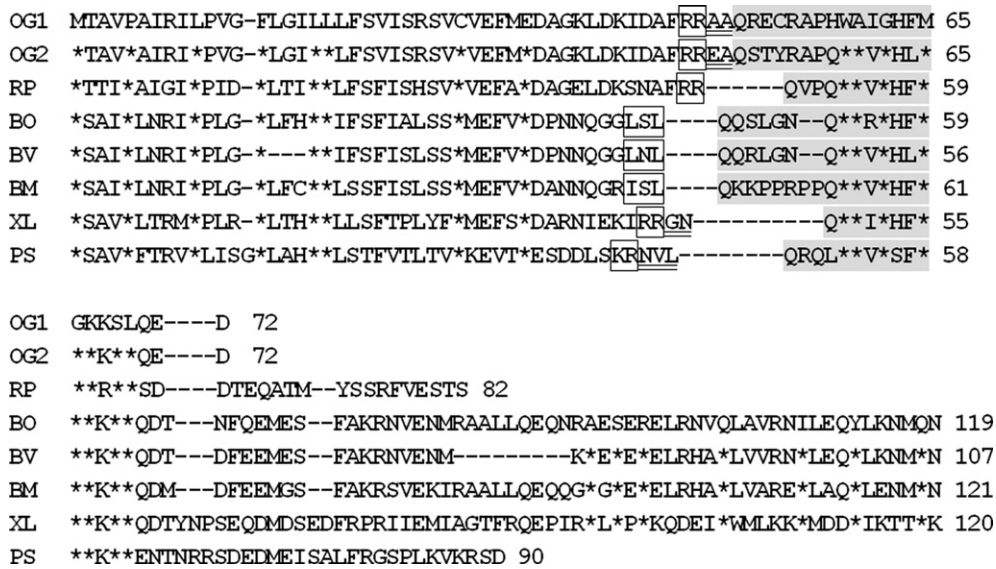 OG1 MTAVPAIRILPVG-FLGILLLFSVISRSVCVEFMEDAGKLDKIDAFRRAAQRECRAPHWAIGHFM 65
OG2 *TAV*AIRI*PVG-*LGI**LFSVISRSV*VEFM*DAGKLDKIDAFRREAQSTYRAPQ**V*HL* 65
RP *TTI*AIGI*PID-*LTI**LFSFISHSV*VEFA*DAGELDKSNAFRR------QVPQ**V*HF* 59
BO *SAI*LNRI*PLG-*LFH**IFSFIALSS*MEFV*DPNNQGGLSL----QQSLGN--Q**R*HF* 59
BV *SAI*LNRI*PLG-*---**IFSFISLSS*MEFV*DPNNQGGLNL----QQRLGN--Q**V*HL* 56
BM *SAI*LNRI*PLG-*LFC**LSSFISLSS*MEFV*DANNQGRISL----QKKPPRPPQ**V*HF* 61
XL *SAV*LTRM*PLR-*LTH**LLSFTPLYF*MEFS*DARNIEKIRRGN----------Q**I*HF* 55
PS *SAV*FTRV*LISG*LAH**LSTFVTLTV*KEVT*ESDDLSKRNVL--------QRQL**V*SF* 58
OG1 GKKSLQE----D 72
OG2 **K**QE----D 72
RP **R**SD----DTEQATM--YSSRFVESTS 82
BO **K**QDT---NFQEMES--FAKRNVENMRAALLQEQNRAESERELRNVQLAVRNILEQYLKNMQN 119
BV **K**QDT---DFEEMES--FAKRNVENM---------K*E*E*ELRHA*LVVRN*LEQ*LKNM*N 107
BM **K**QDM---DFEEMGS--FAKRSVEKIRAALLQEQQG*G*E*ELRHA*LVARE*LAQ*LENM*N 121
XL **K**QDTYNPSEQDMDSEDFRPRIIEMIAGTFRQEPIR*L*P*KQDEI*WMLKK*MDD*IKTT*K 120
PS **K**ENTNRRSDEDMEISALFRGSPLKVKRSD 90